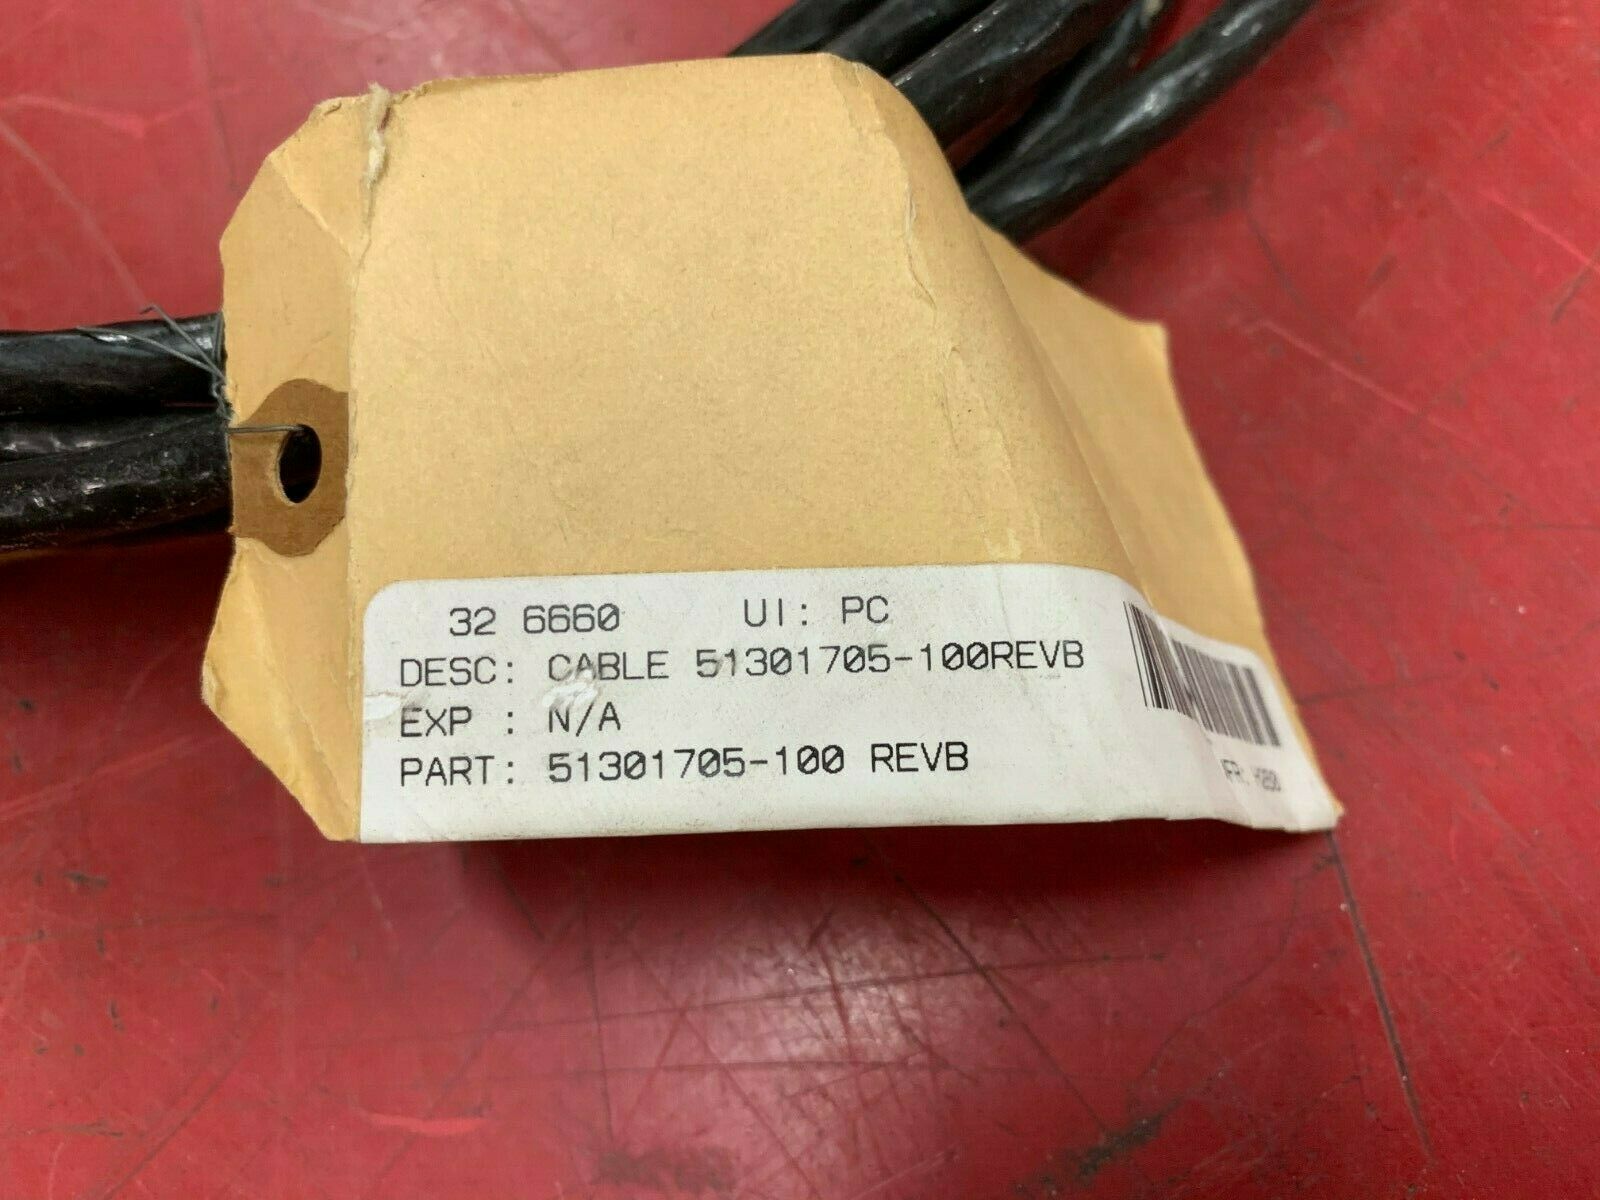 32 6660 UI: PC
DESC: CABLE 51301705-100REVB
EXP : N/A
PART: 51301705-100 REVB